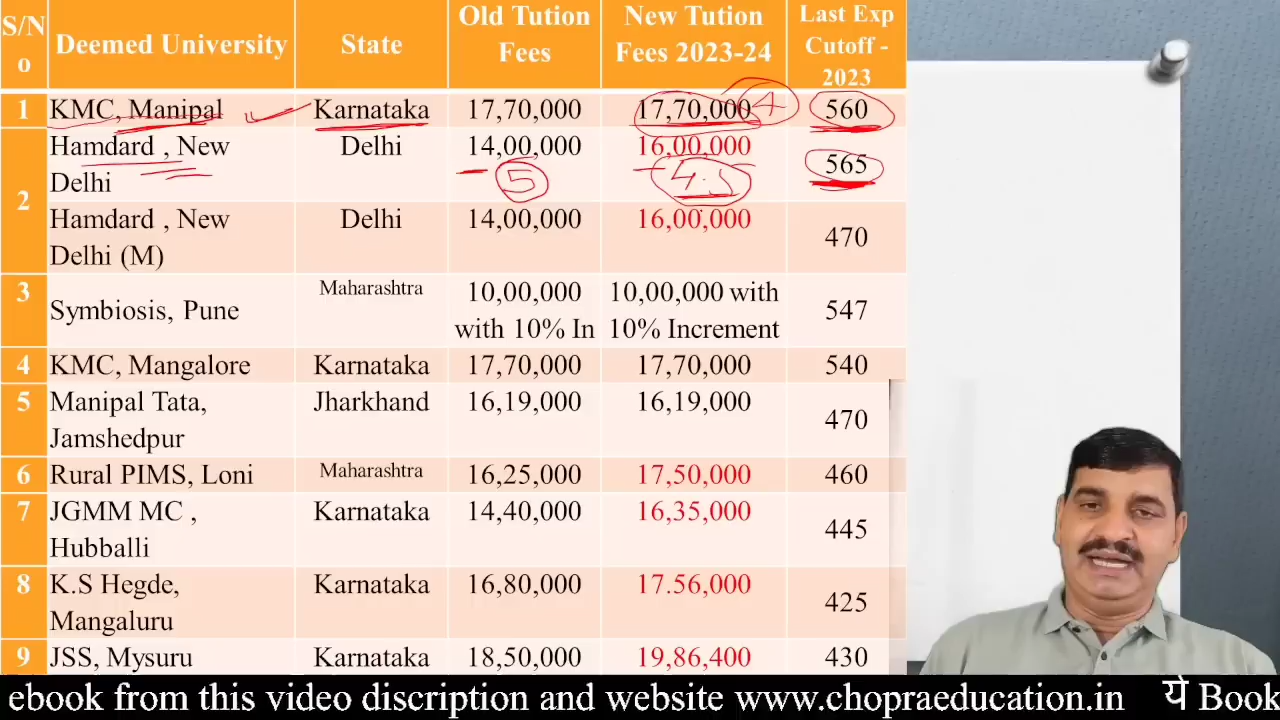 S/No Deemed University State Old Tution Fees New Tution Fees 2023-24 Last Exp Cutoff - 2023
1 KMC, Manipal Karnataka 17,70,000 17,70,000 4 560
2 Hamdard , New Delhi Delhi 14,00,000 5 16,00,000 4.5 565
Hamdard , New Delhi (M) Delhi 14,00,000 16,00,000 470
3 Symbiosis, Pune Maharashtra 10,00,000 with 10% In 10,00,000 with 10% Increment 547
4 KMC, Mangalore Karnataka 17,70,000 17,70,000 540
5 Manipal Tata, Jamshedpur Jharkhand 16,19,000 16,19,000 470
6 Rural PIMS, Loni Maharashtra 16,25,000 17,50,000 460
7 JGMM MC , Hubballi Karnataka 14,40,000 16,35,000 445
8 K.S Hegde, Mangaluru Karnataka 16,80,000 17.56,000 425
9 JSS, Mysuru Karnataka 18,50,000 19,86,400 430
ebook from this video discription and website www.chopraeducation.in ये Book